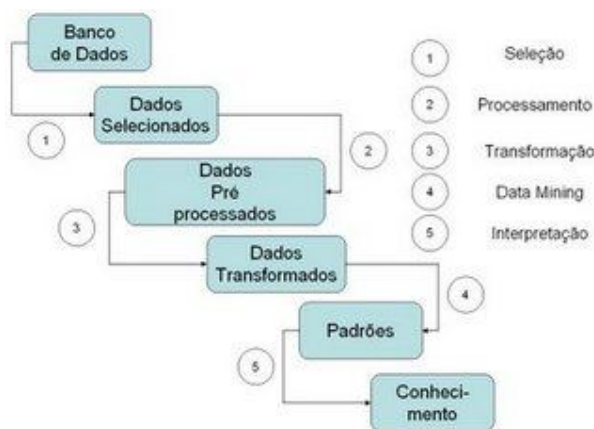 Banco
de Dados
1
Seleção
Dados
Selecionados
1
2
Processamento
2
Dados
Pré
processados
3
Transformação
4
Data Mining
3
5
Interpretação
Dados
Transformados
4
Padrões
5
Conheci-
mento